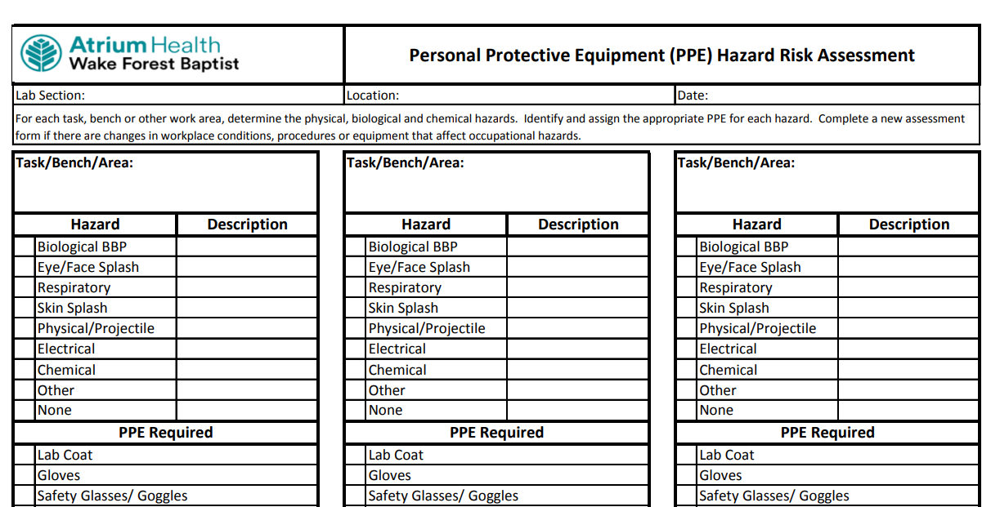 Atrium Health
Wake Forest Baptist
Personal Protective Equipment (PPE) Hazard Risk Assessment
Lab Section: Location: Date:
For each task, bench or other work area, determine the physical, biological and chemical hazards. Identify and assign the appropriate PPE for each hazard. Complete a new assessment
form if there are changes in workplace conditions, procedures or equipment that affect occupational hazards.
Task/Bench/Area: Task/Bench/Area: Task/Bench/Area:
Hazard Description Hazard Description Hazard Description
Biological BBP Biological BBP Biological BBP
Eye/Face Splash Eye/Face Splash Eye/Face Splash
Respiratory Respiratory Respiratory
Skin Splash Skin Splash Skin Splash
Physical/Projectile Physical/Projectile Physical/Projectile
Electrical Electrical Electrical
Chemical Chemical Chemical
Other Other Other
None None None
PPE Required PPE Required PPE Required
Lab Coat Lab Coat Lab Coat
Gloves Gloves Gloves
Safety Glasses/ Goggles Safety Glasses/ Goggles Safety Glasses/ Goggles